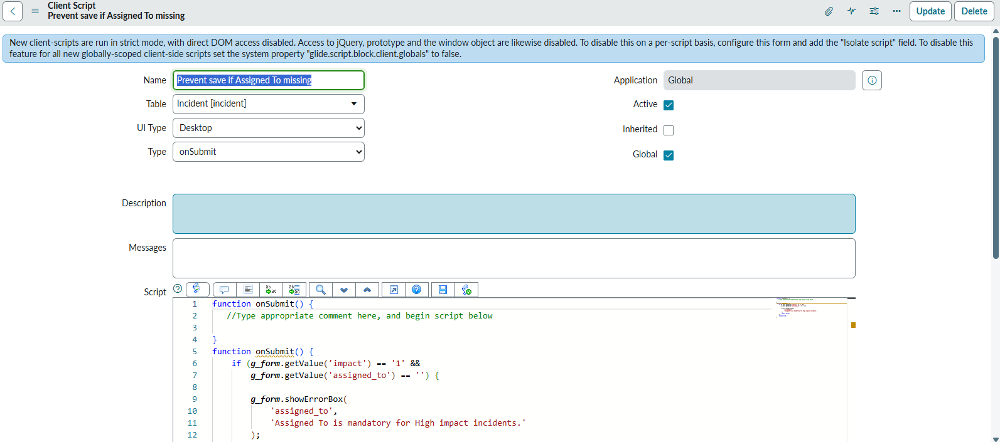 Client Script
Prevent save if Assigned To missing
Update
Delete
New client-scripts are run in strict mode, with direct DOM access disabled. Access to jQuery, prototype and the window object are likewise disabled. To disable this on a per-script basis, configure this form and add the "Isolate script" field. To disable this
feature for all new globally-scoped client-side scripts set the system property "glide.script.block.client.globals" to false.
Name
Prevent save if Assigned To missing
Application
Global
Table
Incident [incident]
Active
UI Type
Desktop
Inherited
Type
onSubmit
Global
Description
Messages
Script
1 function onSubmit() {
2 //Type appropriate comment here, and begin script below
3
4 }
5 function onSubmit() {
6 if (g_form.getValue('impact') == '1' &&
7 g_form.getValue('assigned_to') == '') {
8
9 g_form.showErrorBox(
10 'assigned_to',
11 'Assigned To is mandatory for High impact incidents.'
12 );